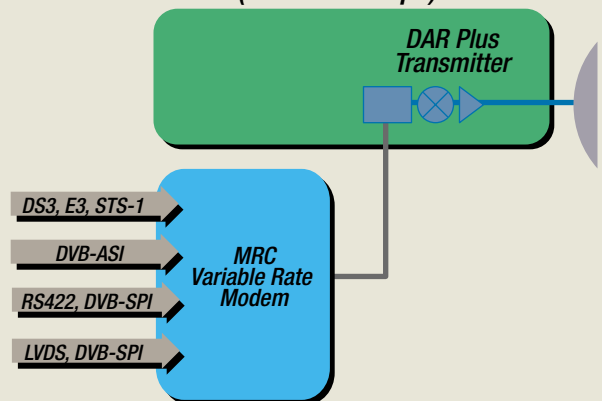 DAR Plus
Transmitter
DS3, E3, STS-1
DVB-ASI
RS422, DVB-SPI
LVDS, DVB-SPI
MRC
Variable Rate
Modem